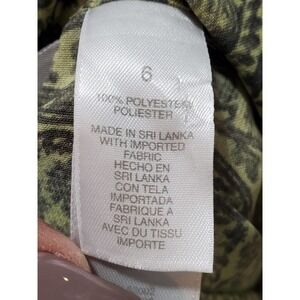 6
100% POLYESTER/
POLIESTER
MADE IN SRI LANKA
WITH IMPORTED
FABRIC
HECHO EN
SRI LANKA
CON TELA
IMPORTADA
FABRIQUE A
SRI LANKA
AVEC DU TISSU
IMPORTE